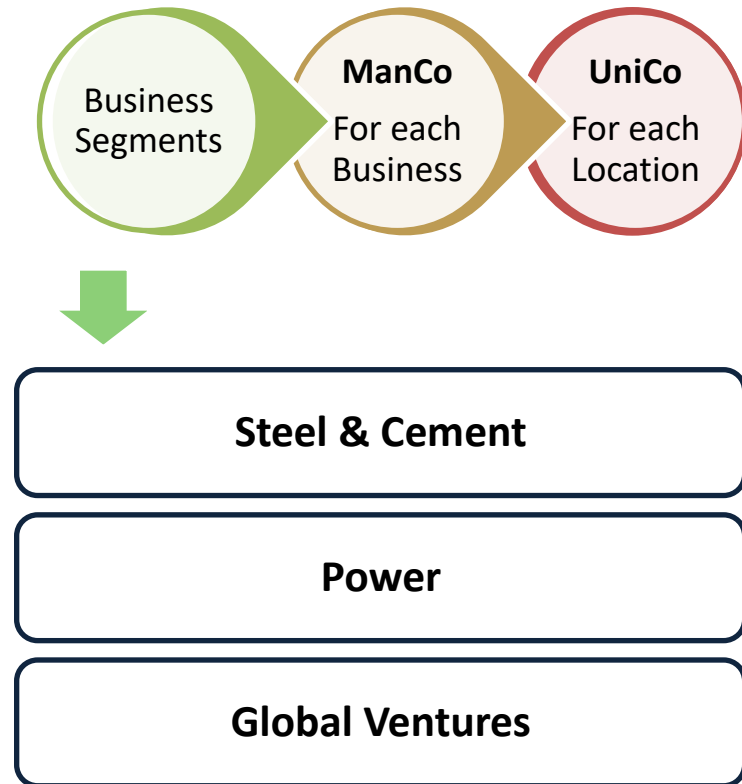 Business
Segments
ManCo
For each
Business
UniCo
For each
Location
Steel & Cement
Power
Global Ventures